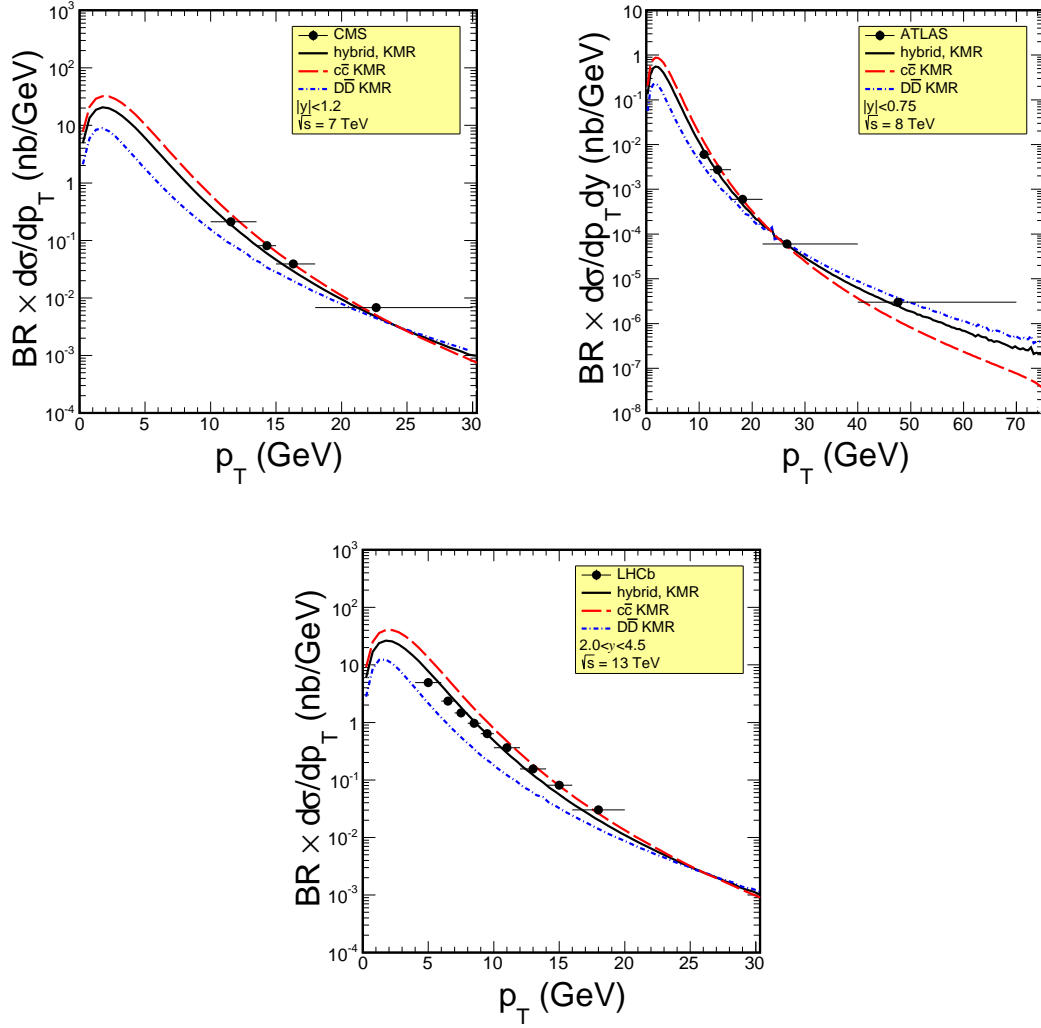 BR × dσ/dp_T (nb/GeV)
10³
10²
10
1
10⁻¹
10⁻²
10⁻³
10⁻⁴
CMS
hybrid, KMR
cc̄ KMR
DD̄ KMR
|y|<1.2
√s = 7 TeV
0 5 10 15 20 25 30
p_T (GeV)
BR × dσ/dp_T dy (nb/GeV)
10
1
10⁻¹
10⁻²
10⁻³
10⁻⁴
10⁻⁵
10⁻⁶
10⁻⁷
10⁻⁸
ATLAS
hybrid, KMR
cc̄ KMR
DD̄ KMR
|y|<0.75
√s = 8 TeV
0 10 20 30 40 50 60 70
p_T (GeV)
BR × dσ/dp_T (nb/GeV)
10³
10²
10
1
10⁻¹
10⁻²
10⁻³
10⁻⁴
LHCb
hybrid, KMR
cc̄ KMR
DD̄ KMR
2.0<y<4.5
√s = 13 TeV
0 5 10 15 20 25 30
p_T (GeV)